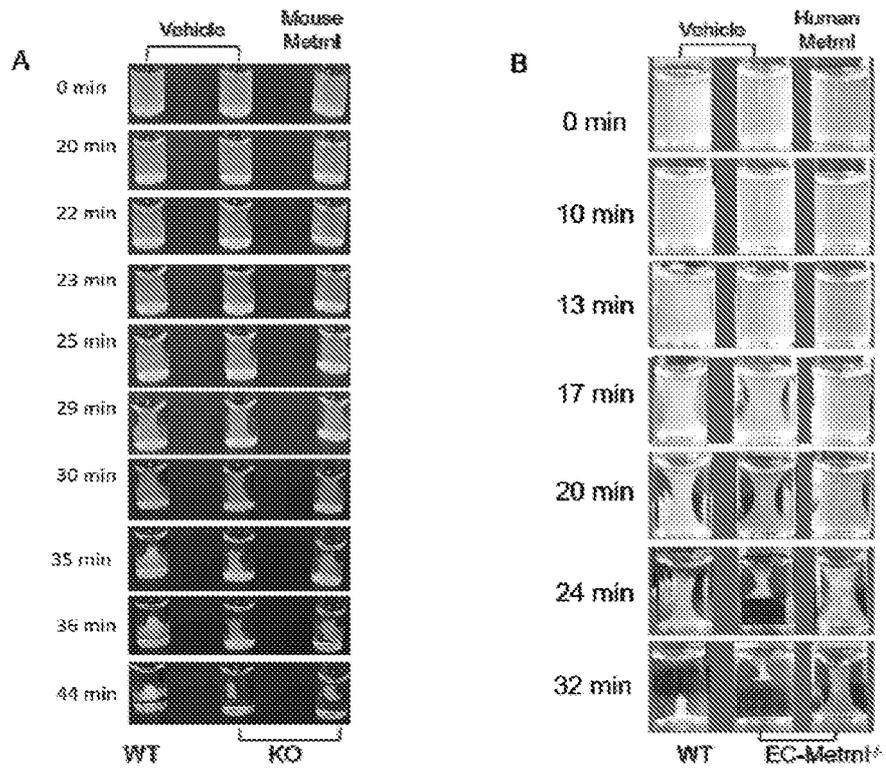 A
Vehicle
Mouse
Metrnl
0 min
20 min
22 min
23 min
25 min
29 min
30 min
35 min
36 min
44 min
WT
KO
B
Vehicle
Human
Metrnl
0 min
10 min
13 min
17 min
20 min
24 min
32 min
WT
EC-Metrnl-/-